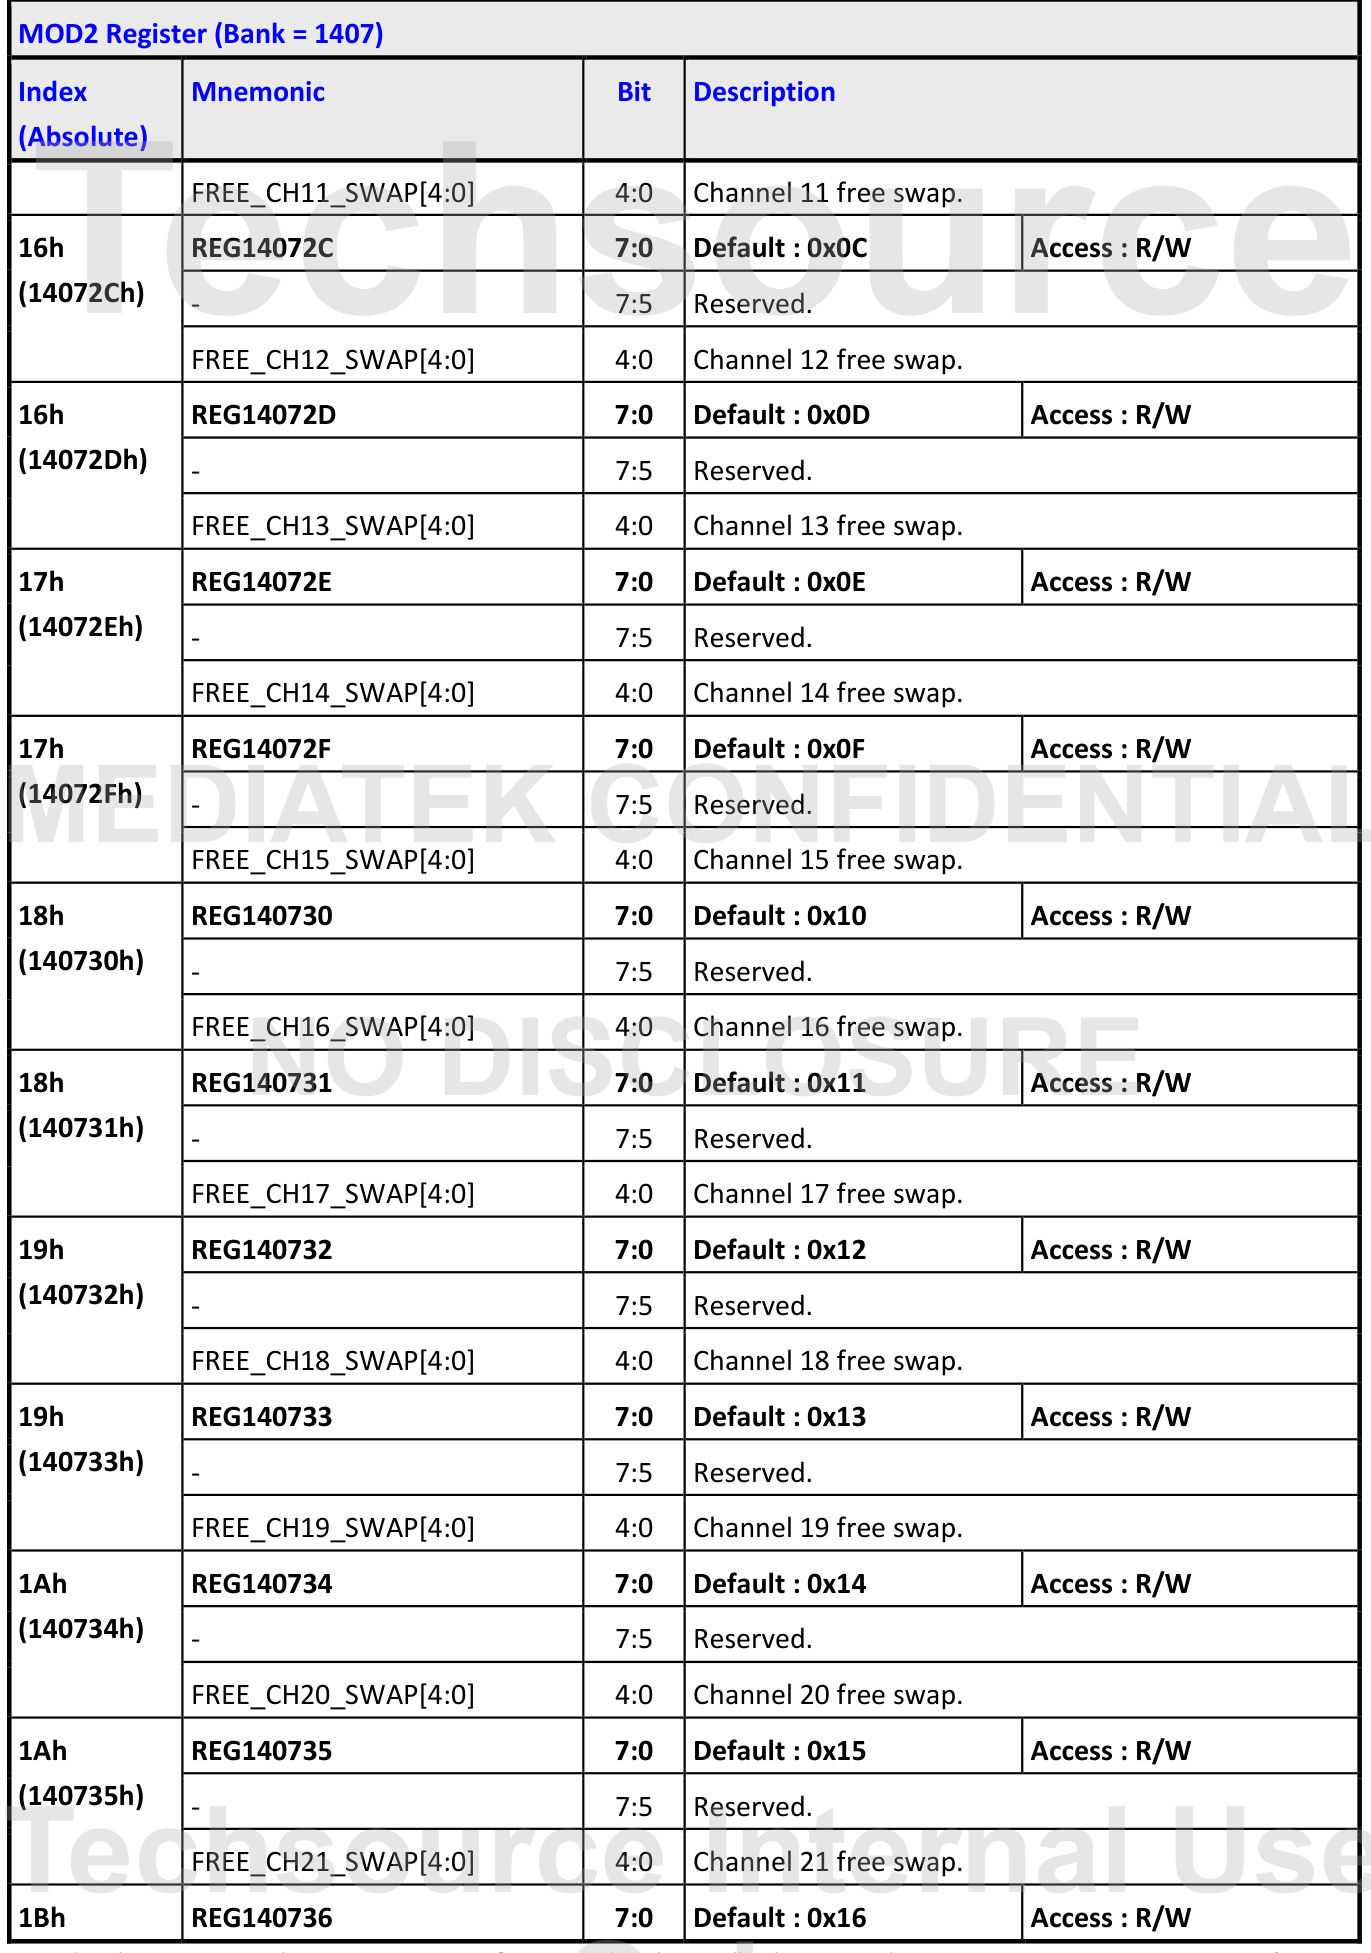 MOD2 Register (Bank = 1407)
Index (Absolute) Mnemonic Bit Description
FREE_CH11_SWAP[4:0] 4:0 Channel 11 free swap.
16h (14072Ch) REG14072C 7:0 Default : 0x0C Access : R/W
- 7:5 Reserved.
FREE_CH12_SWAP[4:0] 4:0 Channel 12 free swap.
16h (14072Dh) REG14072D 7:0 Default : 0x0D Access : R/W
- 7:5 Reserved.
FREE_CH13_SWAP[4:0] 4:0 Channel 13 free swap.
17h (14072Eh) REG14072E 7:0 Default : 0x0E Access : R/W
- 7:5 Reserved.
FREE_CH14_SWAP[4:0] 4:0 Channel 14 free swap.
17h (14072Fh) REG14072F 7:0 Default : 0x0F Access : R/W
- 7:5 Reserved.
FREE_CH15_SWAP[4:0] 4:0 Channel 15 free swap.
18h (140730h) REG140730 7:0 Default : 0x10 Access : R/W
- 7:5 Reserved.
FREE_CH16_SWAP[4:0] 4:0 Channel 16 free swap.
18h (140731h) REG140731 7:0 Default : 0x11 Access : R/W
- 7:5 Reserved.
FREE_CH17_SWAP[4:0] 4:0 Channel 17 free swap.
19h (140732h) REG140732 7:0 Default : 0x12 Access : R/W
- 7:5 Reserved.
FREE_CH18_SWAP[4:0] 4:0 Channel 18 free swap.
19h (140733h) REG140733 7:0 Default : 0x13 Access : R/W
- 7:5 Reserved.
FREE_CH19_SWAP[4:0] 4:0 Channel 19 free swap.
1Ah (140734h) REG140734 7:0 Default : 0x14 Access : R/W
- 7:5 Reserved.
FREE_CH20_SWAP[4:0] 4:0 Channel 20 free swap.
1Ah (140735h) REG140735 7:0 Default : 0x15 Access : R/W
- 7:5 Reserved.
FREE_CH21_SWAP[4:0] 4:0 Channel 21 free swap.
1Bh REG140736 7:0 Default : 0x16 Access : R/W
Techsource
MEDIATEK CONFIDENTIAL
NO DISCLOSURE
Techsource Internal Use